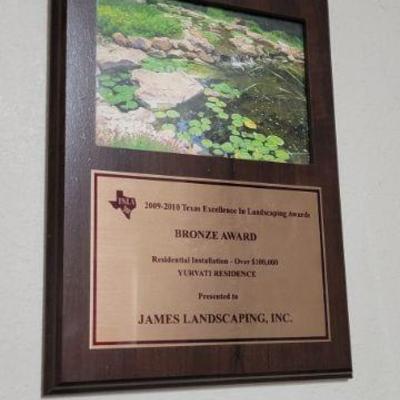 TNLA
2009-2010 Texas Excellence In Landscaping Awards
BRONZE AWARD
Residential Installation - Over $100,000
YURVATI RESIDENCE
Presented to
JAMES LANDSCAPING, INC.